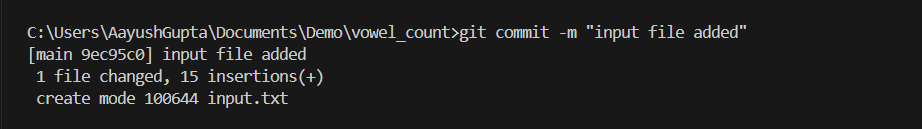 C:\Users\AayushGupta\Documents\Demo\vowel_count>git commit -m "input file added"
[main 9ec95c0] input file added
 1 file changed, 15 insertions(+)
 create mode 100644 input.txt